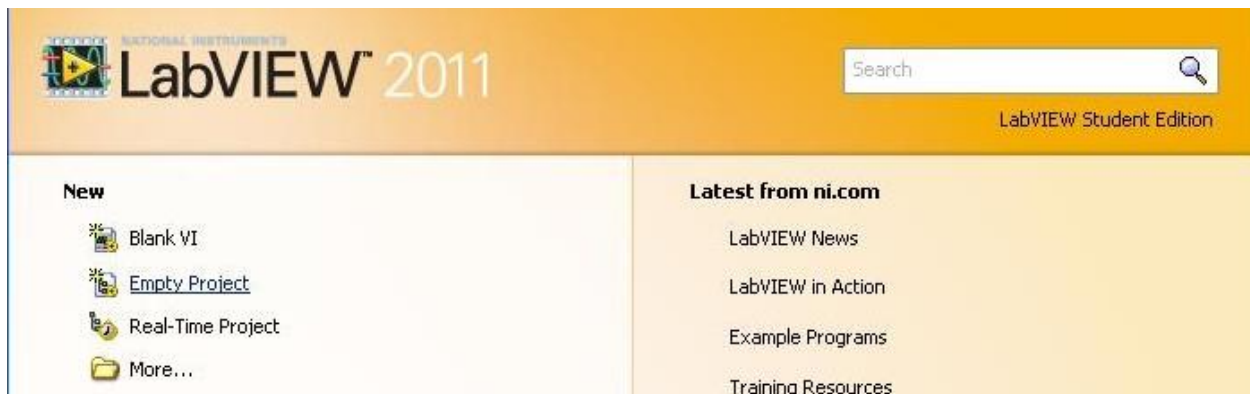 NATIONAL INSTRUMENTS
LabVIEW™ 2011
Search
LabVIEW Student Edition
New
Blank VI
Empty Project
Real-Time Project
More...
Latest from ni.com
LabVIEW News
LabVIEW in Action
Example Programs
Training Resources